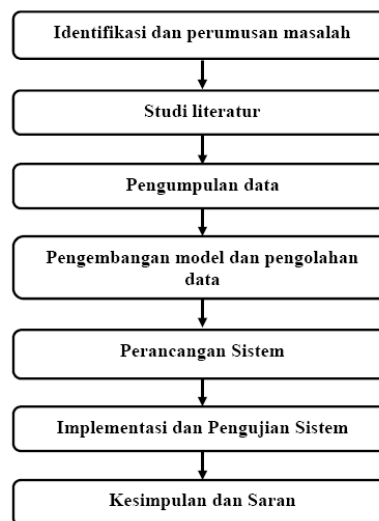 Identifikasi dan perumusan masalah
Studi literatur
Pengumpulan data
Pengembangan model dan pengolahan
data
Perancangan Sistem
Implementasi dan Pengujian Sistem
Kesimpulan dan Saran